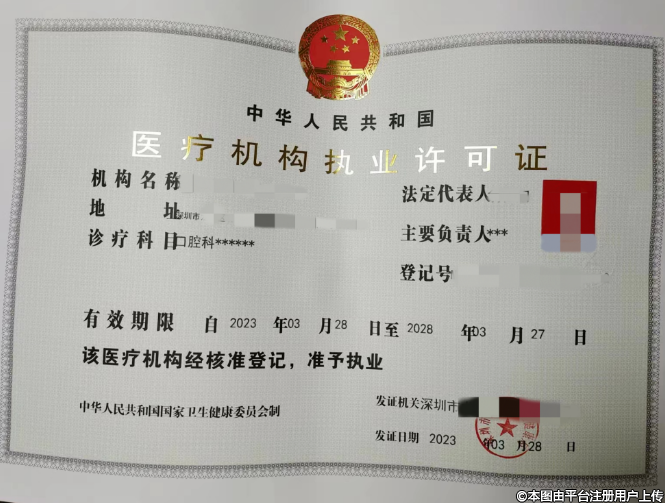 中华人民共和国
医疗机构执业许可证
机构名称
法定代表人
地 址 深圳市
主要负责人***
诊疗科目 口腔科******
登记号
有效期限 自 2023 年 03 月 28 日至 2028 年 03 月 27 日
该医疗机构经核准登记，准予执业
中华人民共和国国家卫生健康委员会制
发证机关 深圳市
发证日期 2023 年 03 月 28 日
©本图由平台注册用户上传